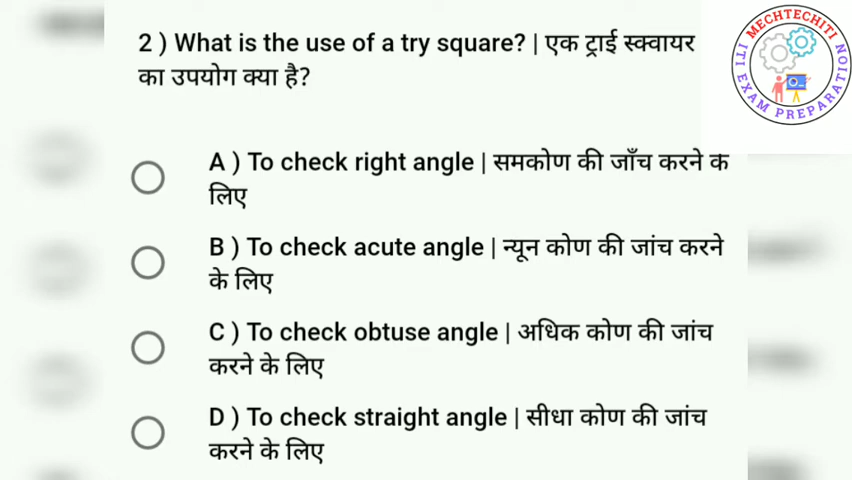 2 ) What is the use of a try square? | एक ट्राई स्क्वायर
का उपयोग क्या है?
A ) To check right angle | समकोण की जाँच करने के
लिए
B ) To check acute angle | न्यून कोण की जांच करने
के लिए
C ) To check obtuse angle | अधिक कोण की जांच
करने के लिए
D ) To check straight angle | सीधा कोण की जांच
करने के लिए
MECHTECHITI
ITI EXAM PREPARATION